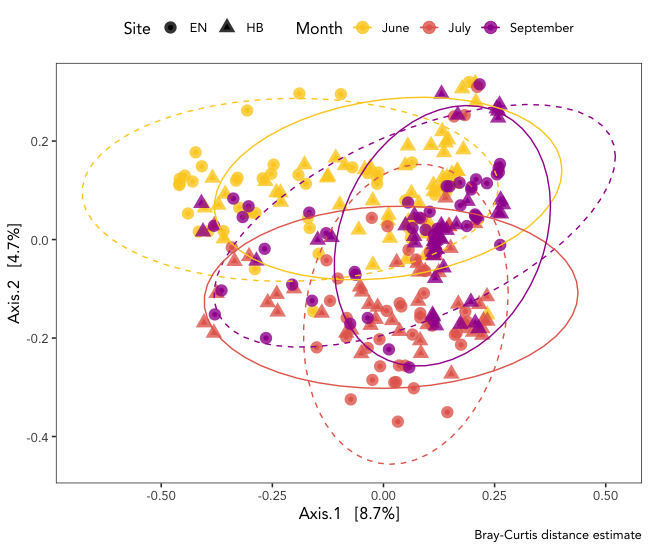 Site EN HB Month June July September
Axis.2 [4.7%]
0.2
0.0
-0.2
-0.4
-0.50 -0.25 0.00 0.25 0.50
Axis.1 [8.7%]
Bray-Curtis distance estimate